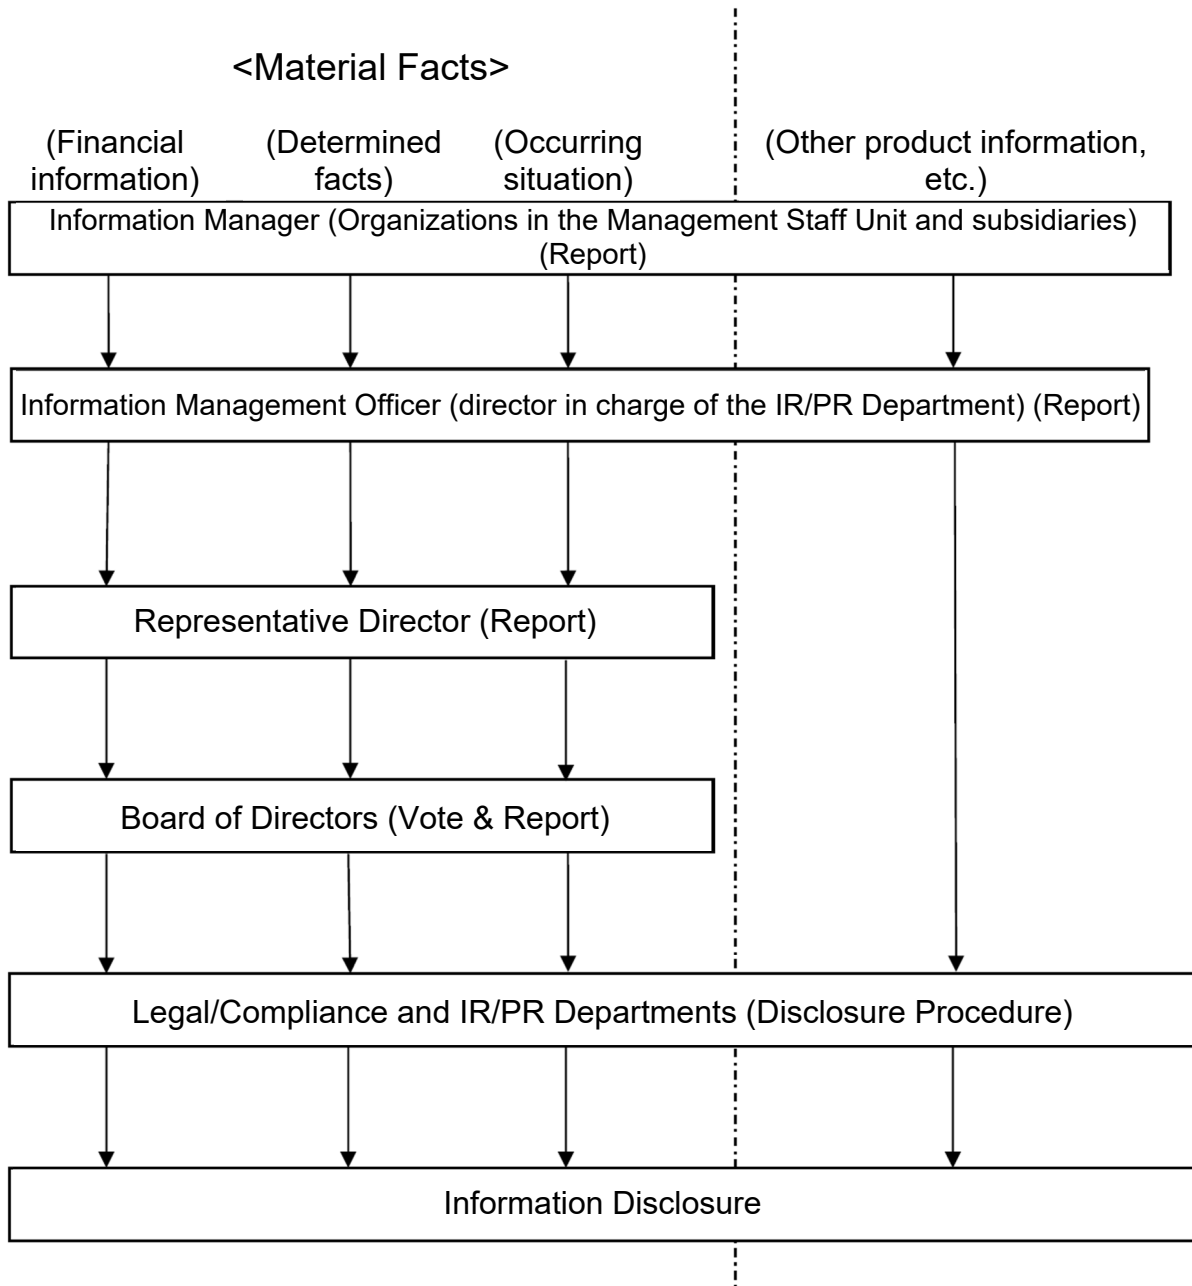 <Material Facts>
(Financial
information)
(Determined
facts)
(Occurring
situation)
(Other product information,
etc.)
Information Manager (Organizations in the Management Staff Unit and subsidiaries)
(Report)
Information Management Officer (director in charge of the IR/PR Department) (Report)
Representative Director (Report)
Board of Directors (Vote & Report)
Legal/Compliance and IR/PR Departments (Disclosure Procedure)
Information Disclosure